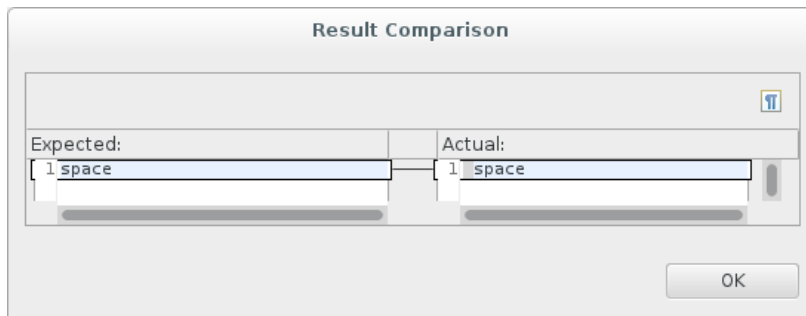 Result Comparison
¶
Expected: Actual:
1 space 1  space
OK